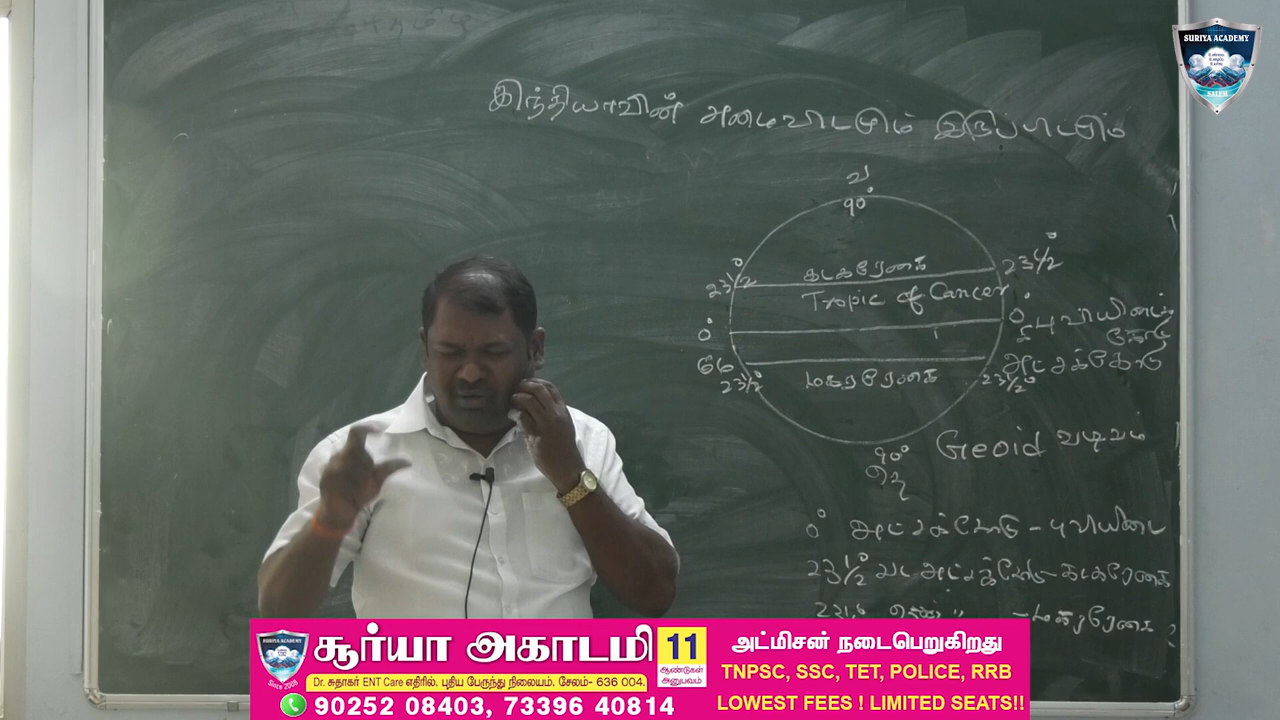 SURIYA ACADEMY
SALEM
இந்தியாவின் அமைவிடமும் இருப்பிடமும்
வ
90°
23½° கடகரேகை 23½°
Tropic of Cancer
0° 0° பூமியின்
அட்சக்கோடு
23½° மகரரேகை 23½°
90°
தெ
Geoid வடிவம்
0° அட்சக்கோடு - புவியிடை
23½° வட அட்சக்கோடு - கடகரேகை
தென் " - மகரரேகை
SURIYA ACADEMY
Since 2008
சூர்யா அகாடமி
11
ஆண்டுகள்
அனுபவம்
Dr. சுதாகர் ENT Care எதிரில், புதிய பேருந்து நிலையம், சேலம்- 636 004.
90252 08403, 73396 40814
அட்மிசன் நடைபெறுகிறது
TNPSC, SSC, TET, POLICE, RRB
LOWEST FEES ! LIMITED SEATS!!